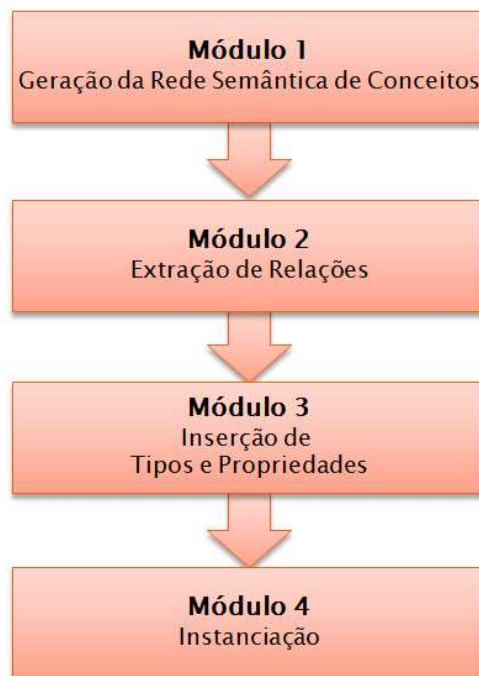 Módulo 1
Geração da Rede Semântica de Conceitos
Módulo 2
Extração de Relações
Módulo 3
Inserção de
Tipos e Propriedades
Módulo 4
Instanciação